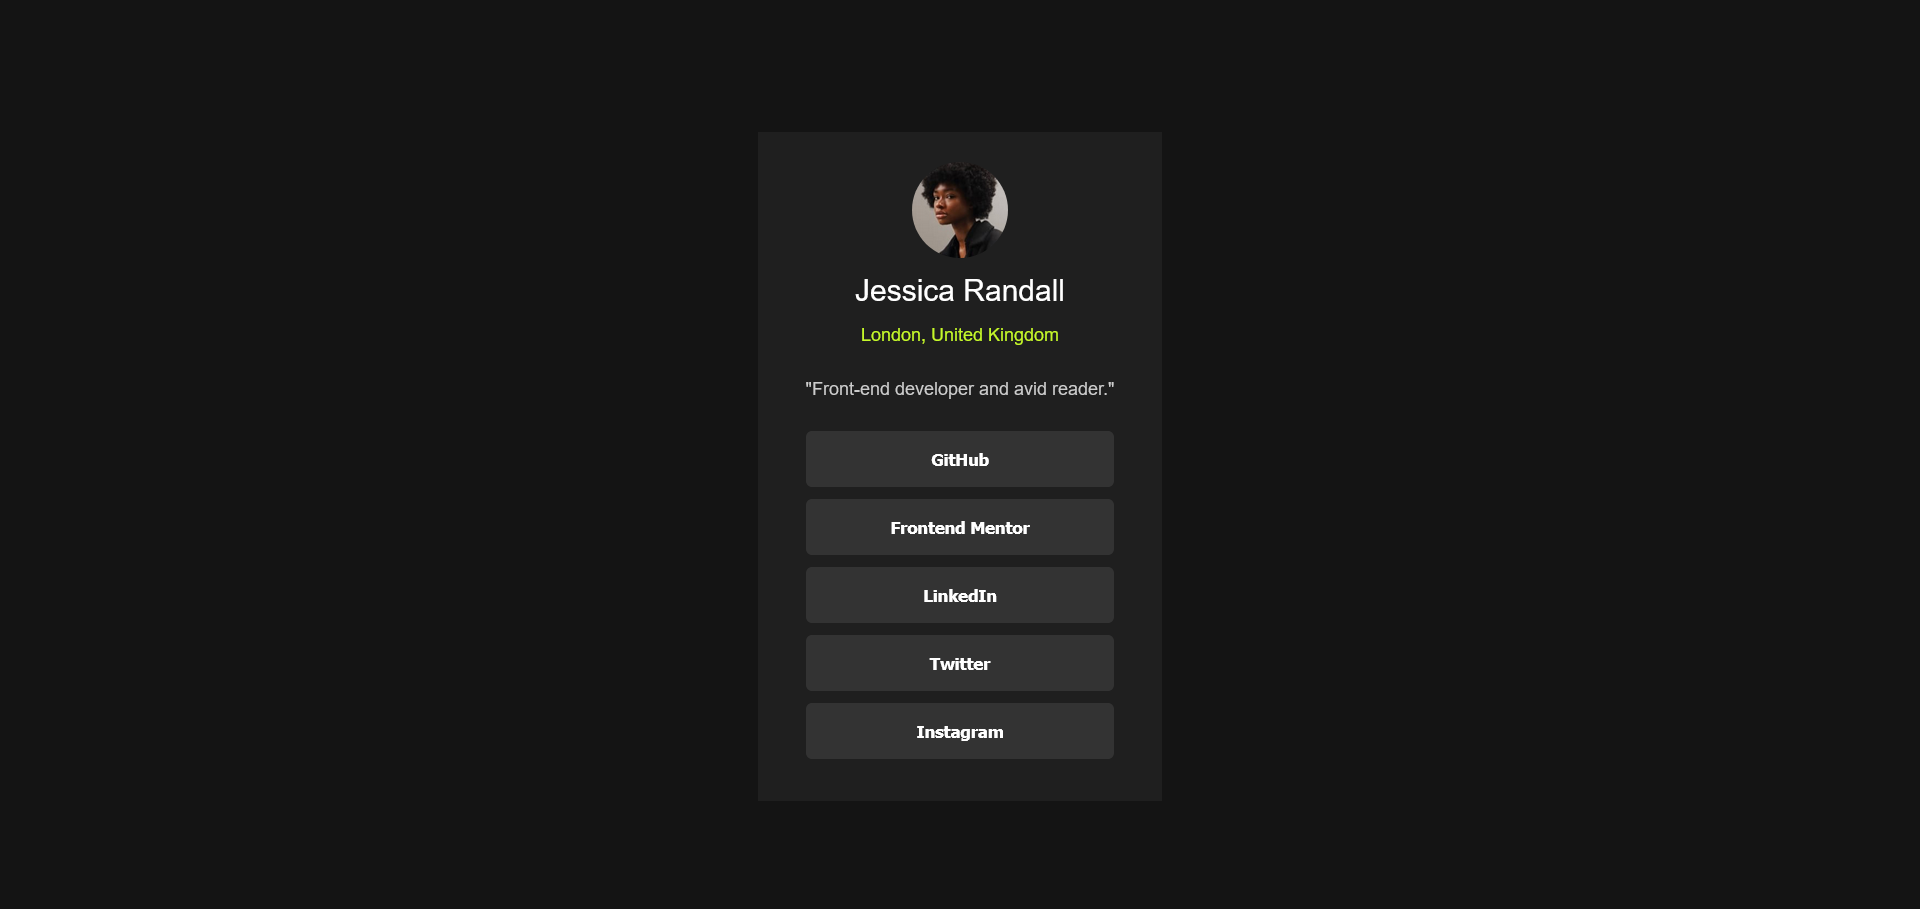 Jessica Randall
London, United Kingdom
"Front-end developer and avid reader."
GitHub
Frontend Mentor
LinkedIn
Twitter
Instagram